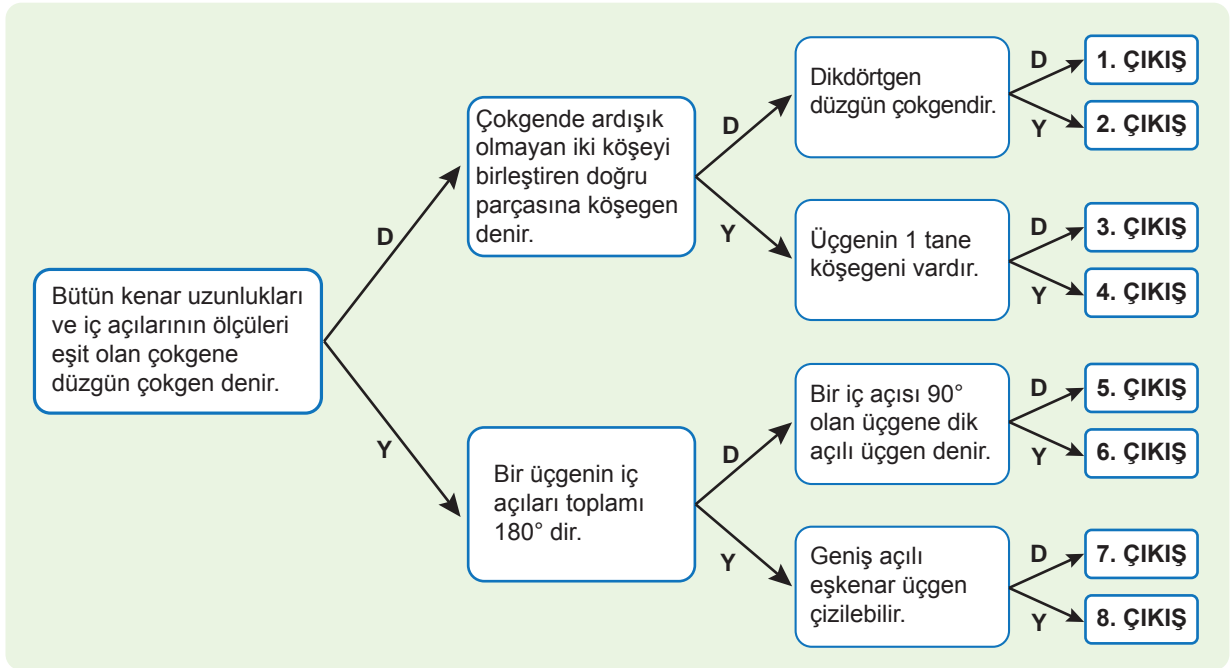 Bütün kenar uzunlukları
ve iç açılarının ölçüleri
eşit olan çokgene
düzgün çokgen denir.
D
Y
Çokgende ardışık
olmayan iki köşeyi
birleştiren doğru
parçasına köşegen
denir.
D
Y
Bir üçgenin iç
açıları toplamı
180° dir.
D
Y
Dikdörtgen
düzgün çokgendir.
D
Y
1. ÇIKIŞ
2. ÇIKIŞ
Üçgenin 1 tane
köşegeni vardır.
D
Y
3. ÇIKIŞ
4. ÇIKIŞ
Bir iç açısı 90°
olan üçgene dik
açılı üçgen denir.
D
Y
5. ÇIKIŞ
6. ÇIKIŞ
Geniş açılı
eşkenar üçgen
çizilebilir.
D
Y
7. ÇIKIŞ
8. ÇIKIŞ